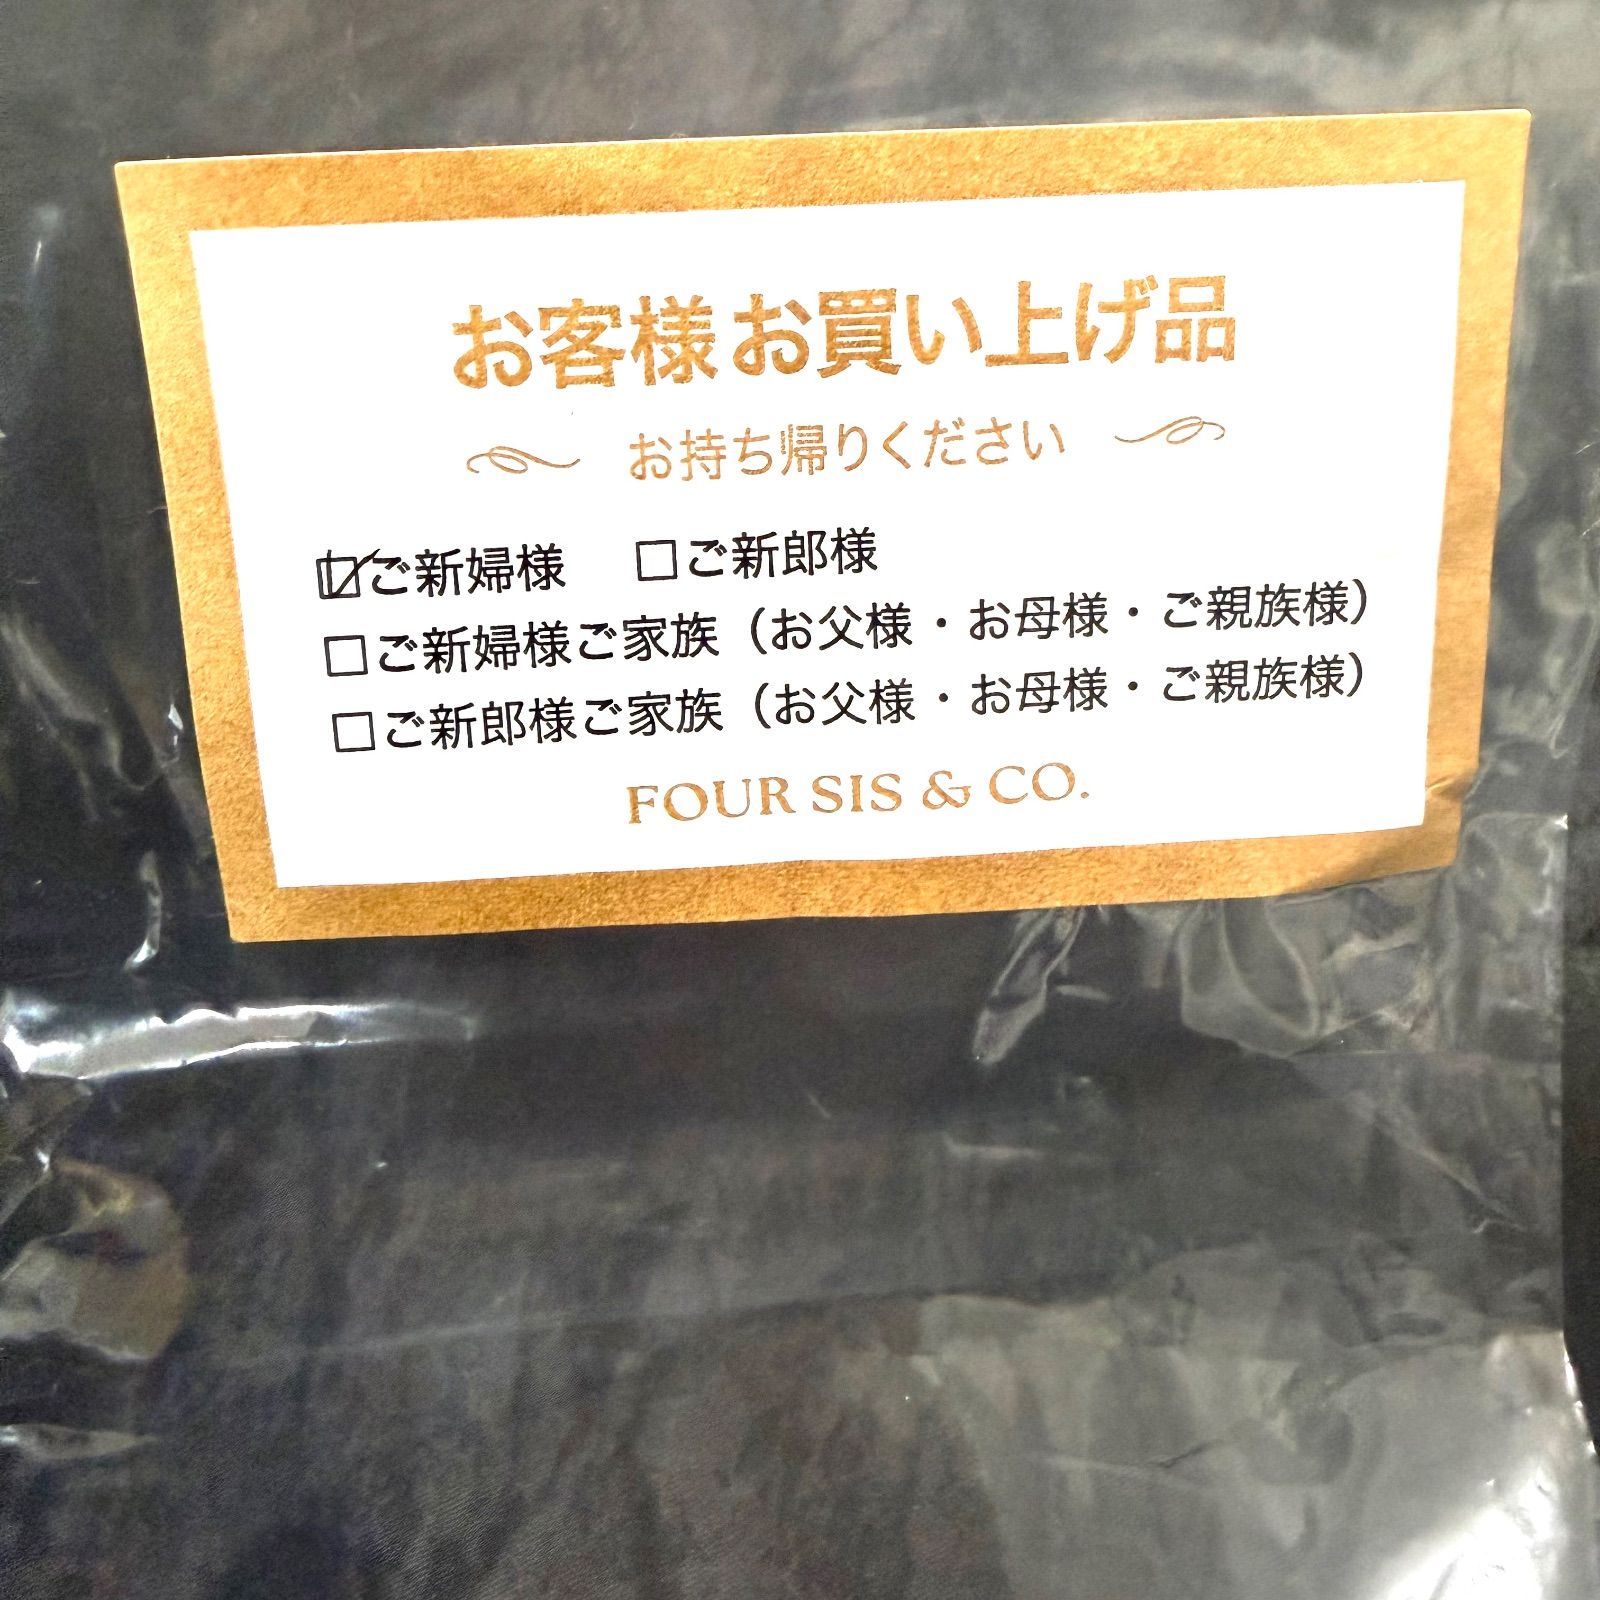 お客様お買い上げ品
お持ち帰りください
☑ご新婦様 □ご新郎様
□ご新婦様ご家族（お父様・お母様・ご親族様）
□ご新郎様ご家族（お父様・お母様・ご親族様）
FOUR SIS & CO.